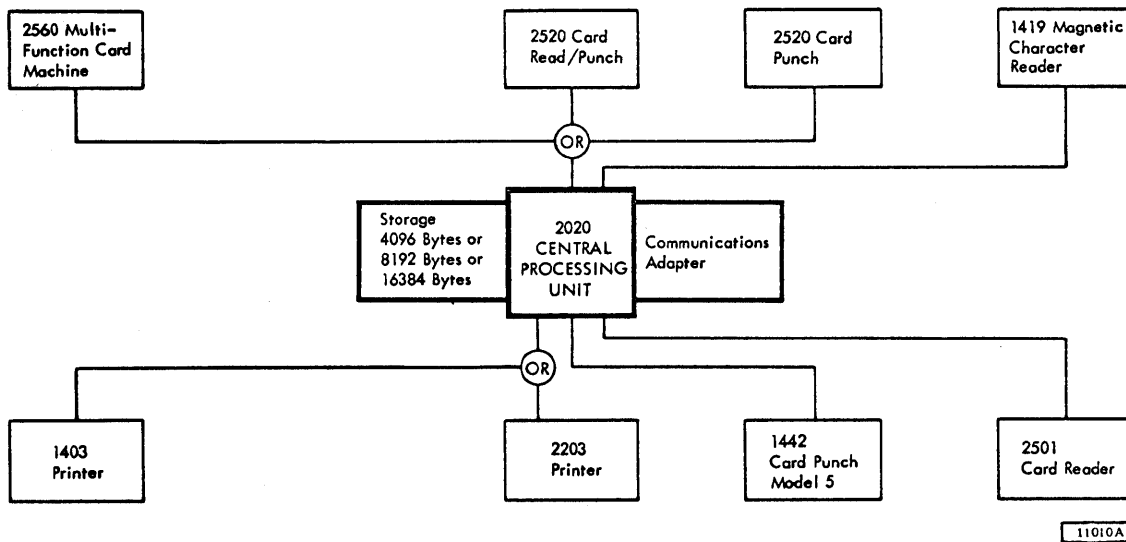 2560 Multi-
Function Card
Machine
2520 Card
Read/Punch
2520 Card
Punch
1419 Magnetic
Character
Reader
OR
Storage
4096 Bytes or
8192 Bytes or
16384 Bytes
2020
CENTRAL
PROCESSING
UNIT
Communications
Adapter
OR
1403
Printer
2203
Printer
1442
Card Punch
Model 5
2501
Card Reader
11010A